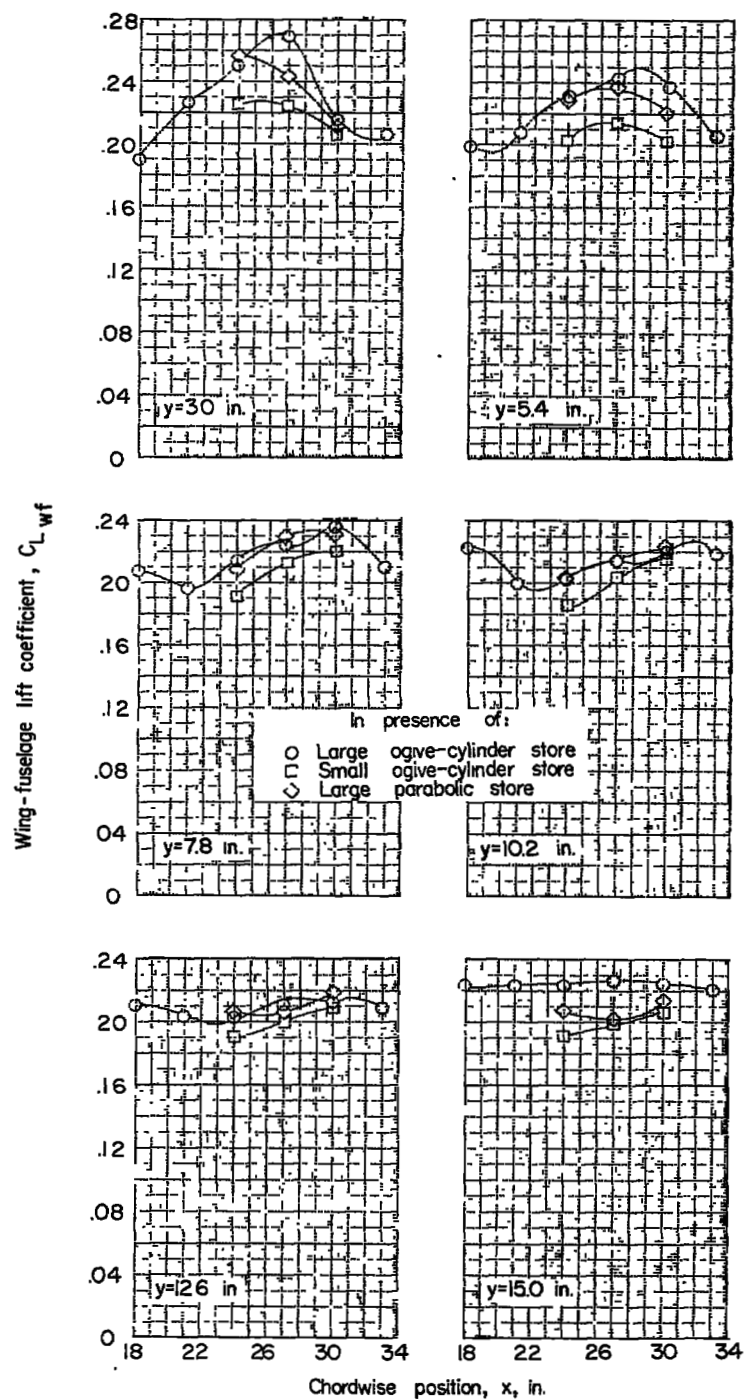 .28
.24
.20
.16
.12
.08
.04
0
y=30 in.
y=5.4 in.
Wing-fuselage lift coefficient, CL wf
.24
20
.16
.12
.08
04
0
y=7.8 in.
y=10.2 in.
In presence of:
Large ogive-cylinder store
Small ogive-cylinder store
Large parabolic store
.24
.20
.16
.12
.08
.04
0
y=126 in
y=15.0 in.
18 22 26 30 34 18 22 26 30 34
Chordwise position, x, in.